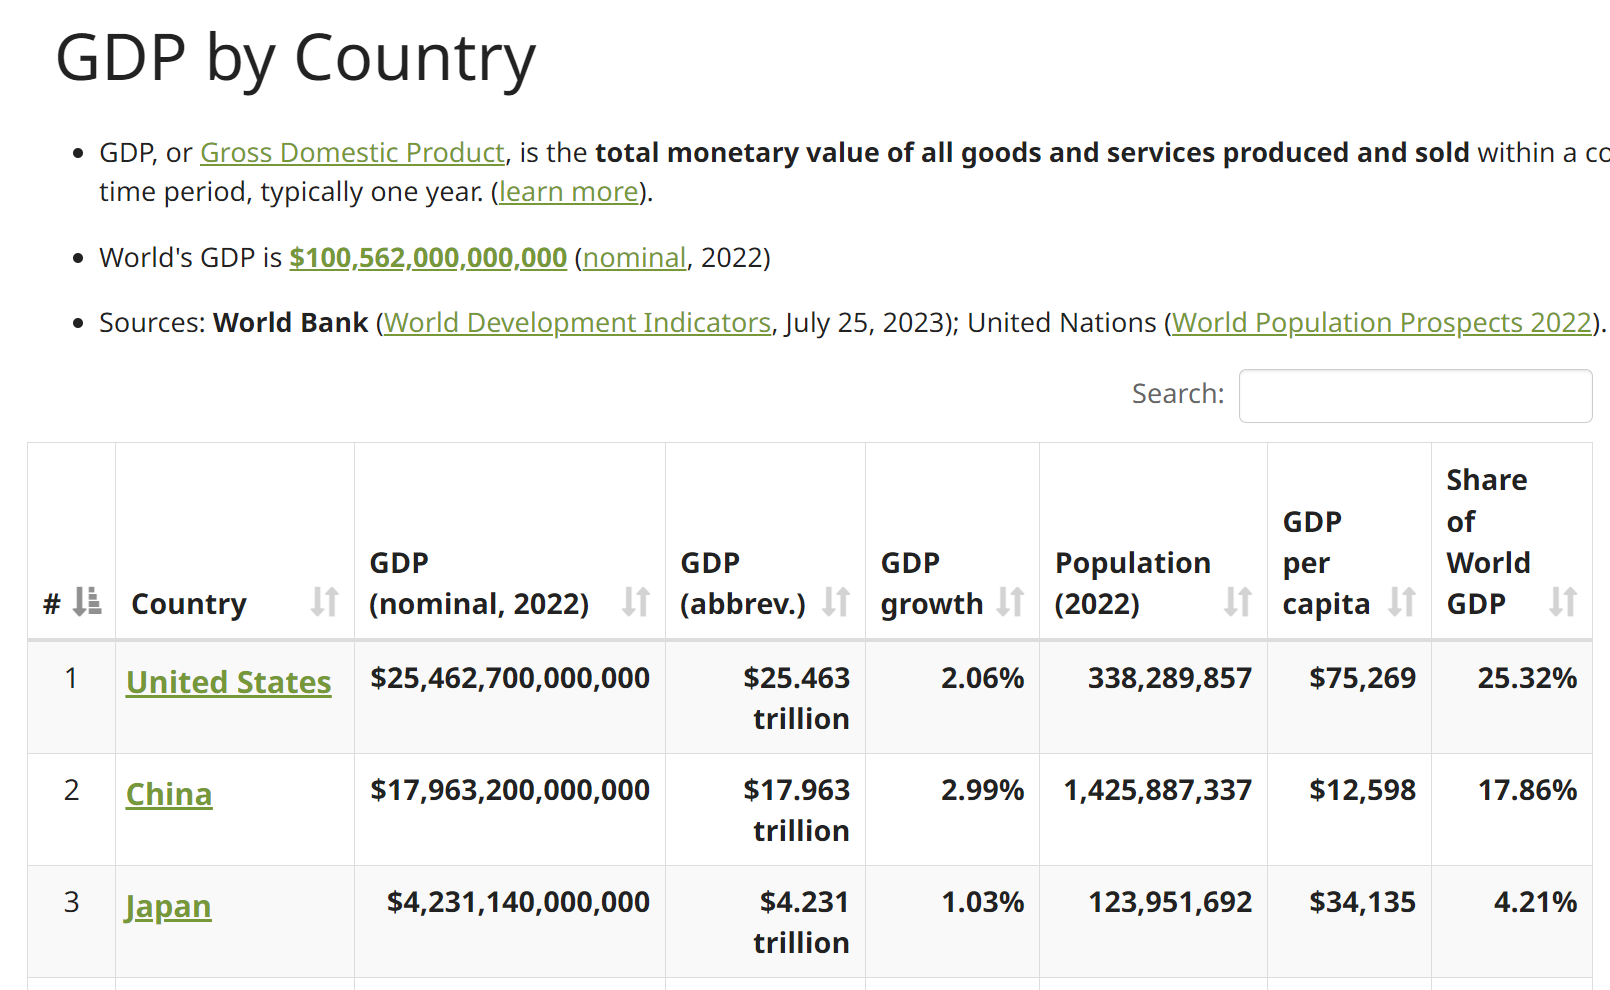 GDP by Country
• GDP, or Gross Domestic Product, is the total monetary value of all goods and services produced and sold within a co
time period, typically one year. (learn more).
• World's GDP is $100,562,000,000,000 (nominal, 2022)
• Sources: World Bank (World Development Indicators, July 25, 2023); United Nations (World Population Prospects 2022).
Search:
# Country GDP (nominal, 2022) GDP (abbrev.) GDP growth Population (2022) GDP per capita Share of World GDP
1 United States $25,462,700,000,000 $25.463 trillion 2.06% 338,289,857 $75,269 25.32%
2 China $17,963,200,000,000 $17.963 trillion 2.99% 1,425,887,337 $12,598 17.86%
3 Japan $4,231,140,000,000 $4.231 trillion 1.03% 123,951,692 $34,135 4.21%